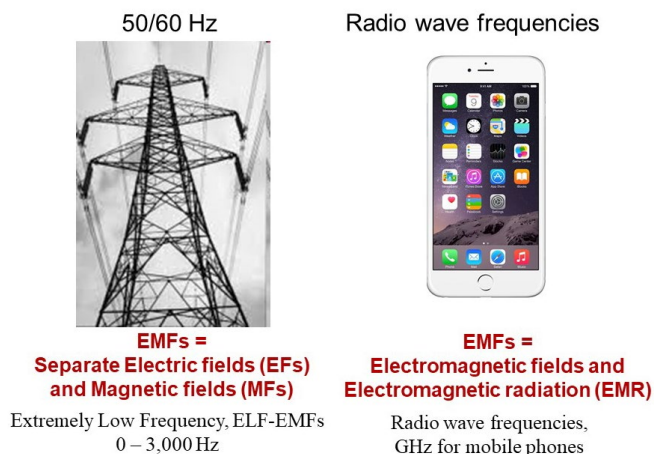 50/60 Hz
Radio wave frequencies
EMFs =
Separate Electric fields (EFs)
and Magnetic fields (MFs)
Extremely Low Frequency, ELF-EMFs
0 – 3,000 Hz
EMFs =
Electromagnetic fields and
Electromagnetic radiation (EMR)
Radio wave frequencies,
GHz for mobile phones